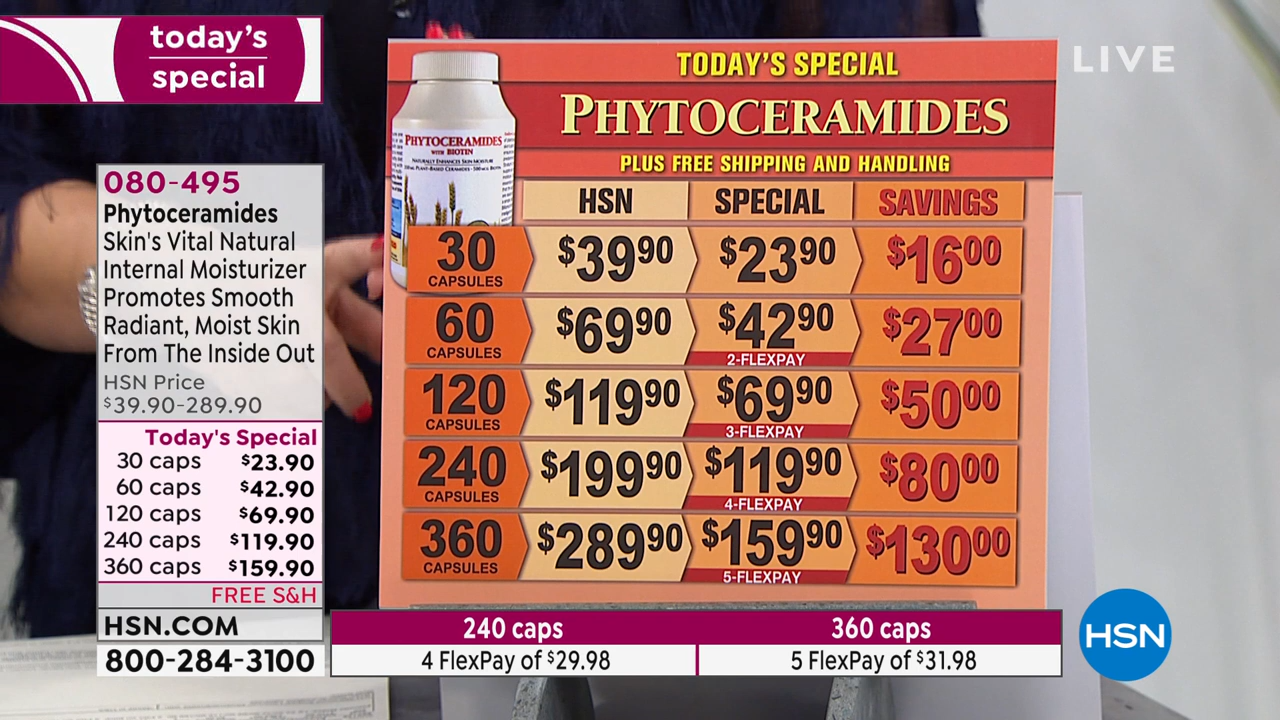 today's
special
LIVE
080-495
Phytoceramides
Skin's Vital Natural
Internal Moisturizer
Promotes Smooth
Radiant, Moist Skin
From The Inside Out
HSN Price
$39.90-289.90
Today's Special
30 caps $23.90
60 caps $42.90
120 caps $69.90
240 caps $119.90
360 caps $159.90
FREE S&H
HSN.COM
800-284-3100
TODAY'S SPECIAL
PHYTOCERAMIDES
PLUS FREE SHIPPING AND HANDLING
PHYTOCERAMIDES
WITH BIOTIN
NATURALLY ENHANCES SKIN MOISTURE
HSN SPECIAL SAVINGS
30 CAPSULES $39.90 $23.90 $16.00
60 CAPSULES $69.90 $42.90 $27.00
2-FLEXPAY
120 CAPSULES $119.90 $69.90 $50.00
3-FLEXPAY
240 CAPSULES $199.90 $119.90 $80.00
4-FLEXPAY
360 CAPSULES $289.90 $159.90 $130.00
5-FLEXPAY
240 caps 360 caps
4 FlexPay of $29.98 5 FlexPay of $31.98
HSN